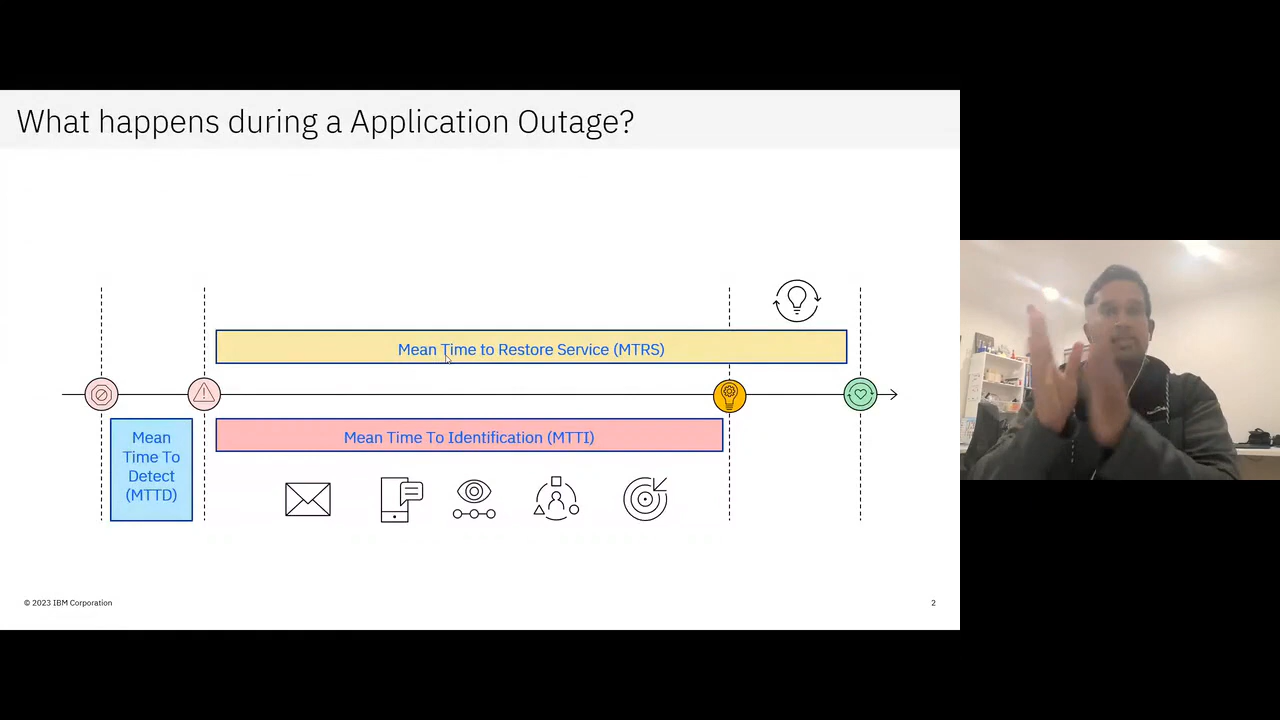 What happens during a Application Outage?
Mean Time to Restore Service (MTRS)
Mean
Time To
Detect
(MTTD)
Mean Time To Identification (MTTI)
© 2023 IBM Corporation
2